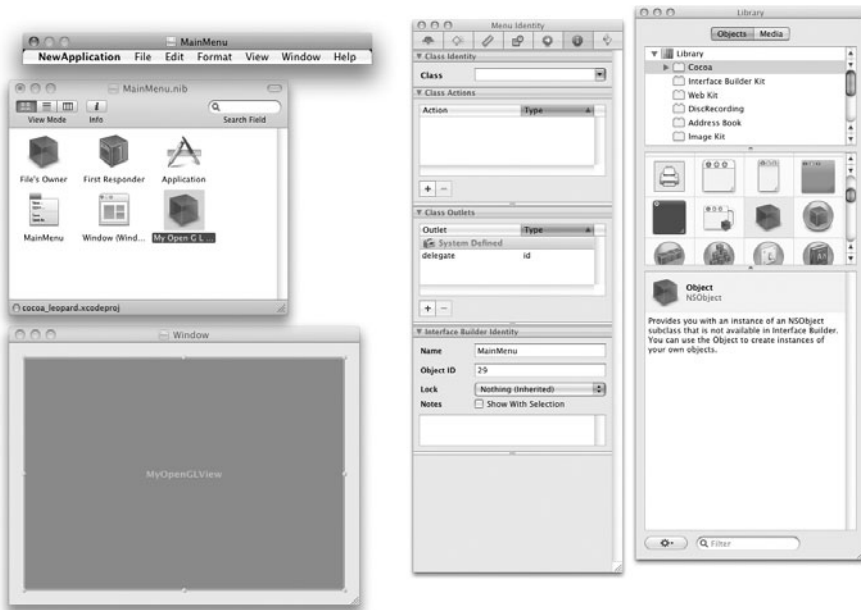 MainMenu
NewApplication File Edit Format View Window Help
MainMenu.nib
View Mode Info Search Field
File's Owner First Responder Application
MainMenu Window (Wind... My Open G L ...
cocoa_leopard.xcodeproj
Window
MyOpenGLView
Menu Identity
Class Identity
Class
Class Actions
Action Type
+ −
Class Outlets
Outlet Type
System Defined
delegate id
+ −
Interface Builder Identity
Name MainMenu
Object ID 29
Lock Nothing (Inherited)
Notes Show With Selection
Library
Objects Media
Library
Cocoa
Interface Builder Kit
Web Kit
DiscRecording
Address Book
Image Kit
Object
NSObject
Provides you with an instance of an NSObject
subclass that is not available in Interface Builder.
You can use the Object to create instances of
your own objects.
Filter